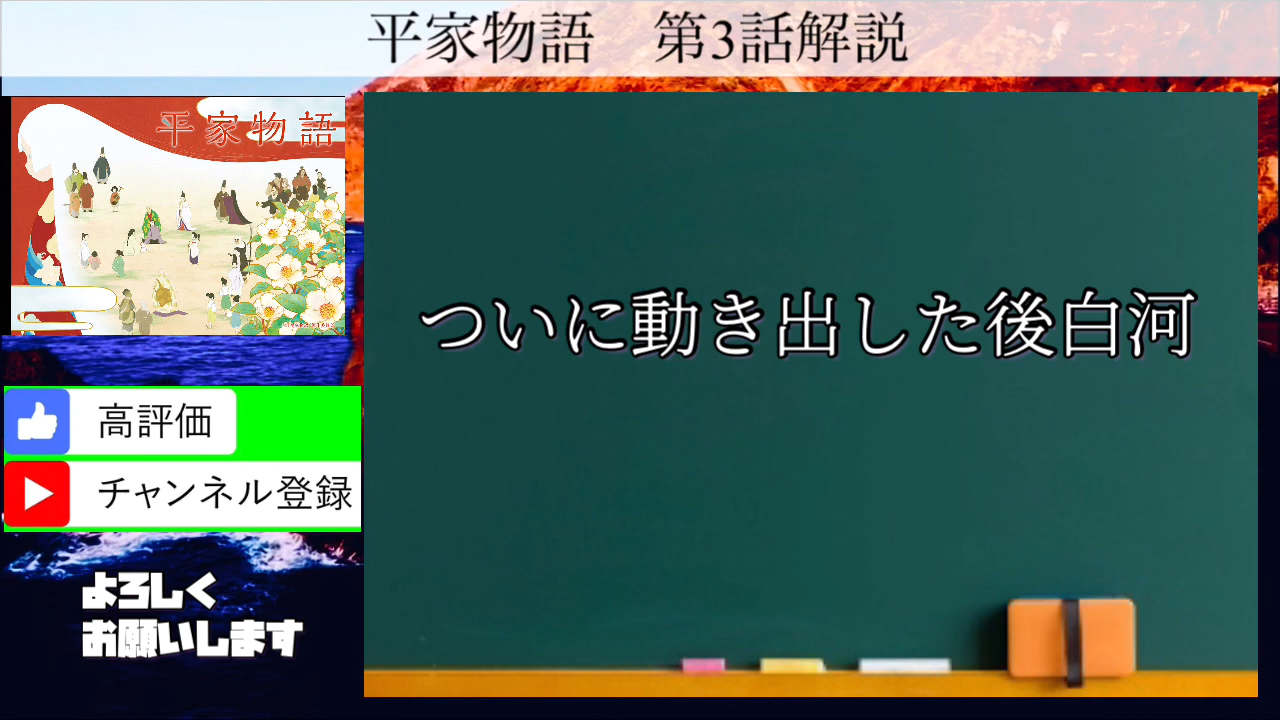 平家物語　第3話解説
平家物語
ついに動き出した後白河
高評価
チャンネル登録
よろしく
お願いします